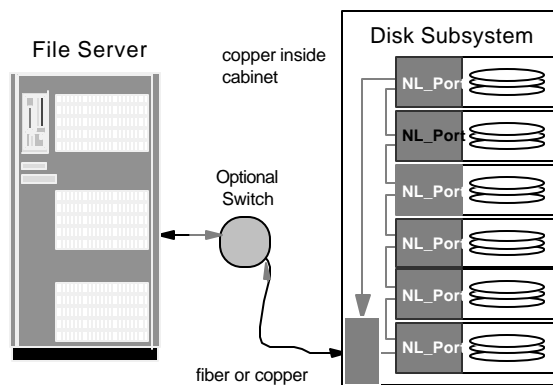 File Server
copper inside
cabinet
Disk Subsystem
NL_Port
NL_Port
NL_Port
NL_Port
NL_Port
NL_Port
Optional
Switch
fiber or copper